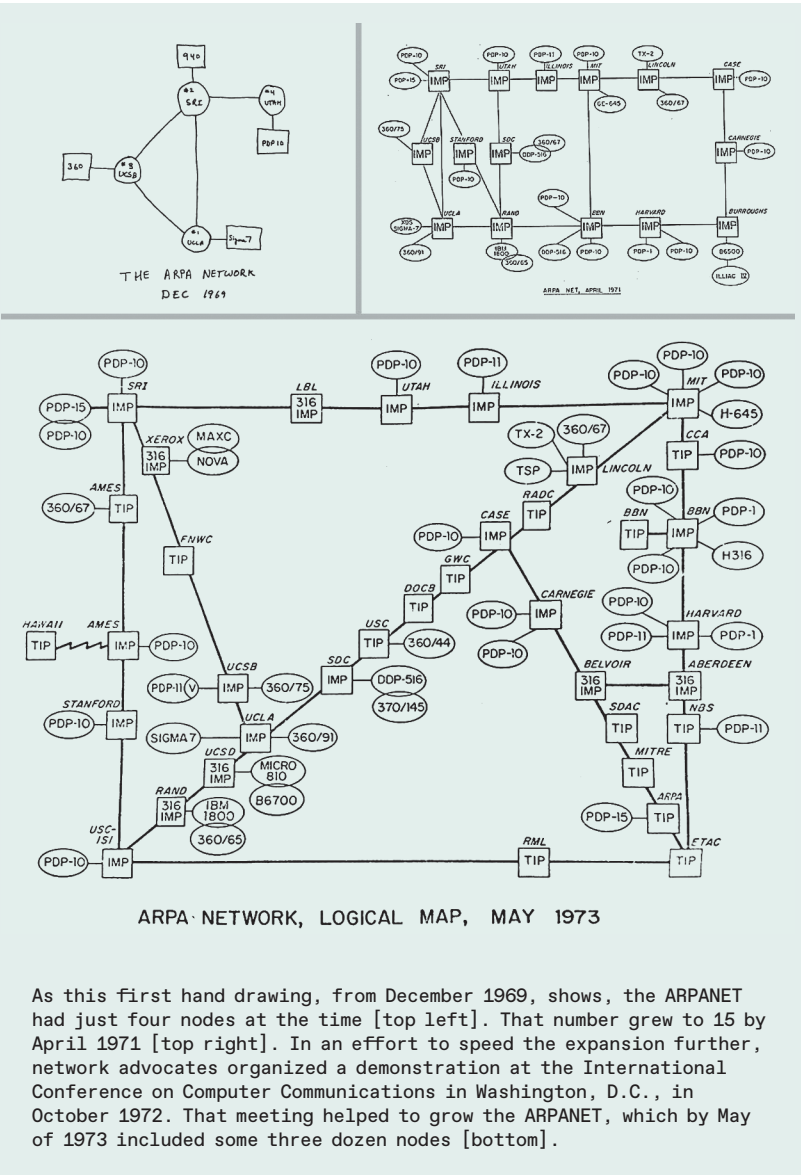 940
#2
SRI
#4
UTAH
PDP 10
360
#3
UCSB
#1
UCLA
Sigma 7
THE ARPA NETWORK
DEC 1969
PDP-10 PDP-10 PDP-11 PDP-10 TX-2
SRI UTAH ILLINOIS MIT LINCOLN CASE
PDP-15 IMP IMP IMP IMP IMP IMP PDP-10
GE-645 360/67
360/75 UCSB STANFORD SDC 360/67 CARNEGIE
IMP IMP IMP DDP-516 IMP PDP-10
PDP-10
PDP-10
UCLA RAND BBN HARVARD BURROUGHS
XDS
SIGMA-7 IMP IMP IMP IMP IMP
360/91 IBM
1800 DDP-516 PDP-10 PDP-1 PDP-10 B6500
360/65 ILLIAC IV
ARPA NET, APRIL 1971
PDP-10 PDP-10 PDP-11 PDP-10 PDP-10 PDP-10
SRI LBL UTAH ILLINOIS MIT
PDP-15 IMP 316
IMP IMP IMP IMP H-645
PDP-10
XEROX MAXC TX-2 360/67 CCA
316
IMP NOVA TSP IMP LINCOLN TIP PDP-10
AMES RADC PDP-10
360/67 TIP TIP BBN BBN PDP-1
CASE
PDP-10 IMP TIP IMP
FNWC H316
TIP GWC PDP-10
TIP
DOCB CARNEGIE PDP-10
TIP PDP-10 IMP HARVARD
HAWAII AMES USC PDP-11 IMP PDP-1
TIP IMP PDP-10 TIP 360/44 PDP-10
UCSB SDC BELVOIR ABERDEEN
PDP-11 V IMP 360/75 IMP DDP-516 316
IMP 316
IMP
STANFORD 370/145 SDAC NBS
PDP-10 IMP UCLA TIP TIP PDP-11
SIGMA7 IMP 360/91
UCSD MITRE
316
IMP MICRO
810 TIP
RAND B6700 ARPA
316
IMP IBM
1800 PDP-15 TIP
USC-
ISI 360/65 RML ETAC
PDP-10 IMP TIP TIP
ARPA NETWORK, LOGICAL MAP, MAY 1973
As this first hand drawing, from December 1969, shows, the ARPANET
had just four nodes at the time [top left]. That number grew to 15 by
April 1971 [top right]. In an effort to speed the expansion further,
network advocates organized a demonstration at the International
Conference on Computer Communications in Washington, D.C., in
October 1972. That meeting helped to grow the ARPANET, which by May
of 1973 included some three dozen nodes [bottom].